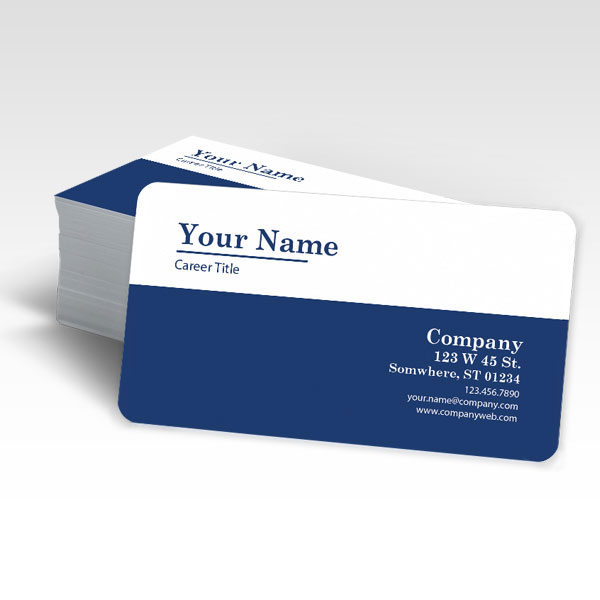 Your Name
Career Title
Your Name
Career Title
Company
123 W 45 St.
Somwhere, ST 01234
123.456.7890
your.name@company.com
www.companyweb.com